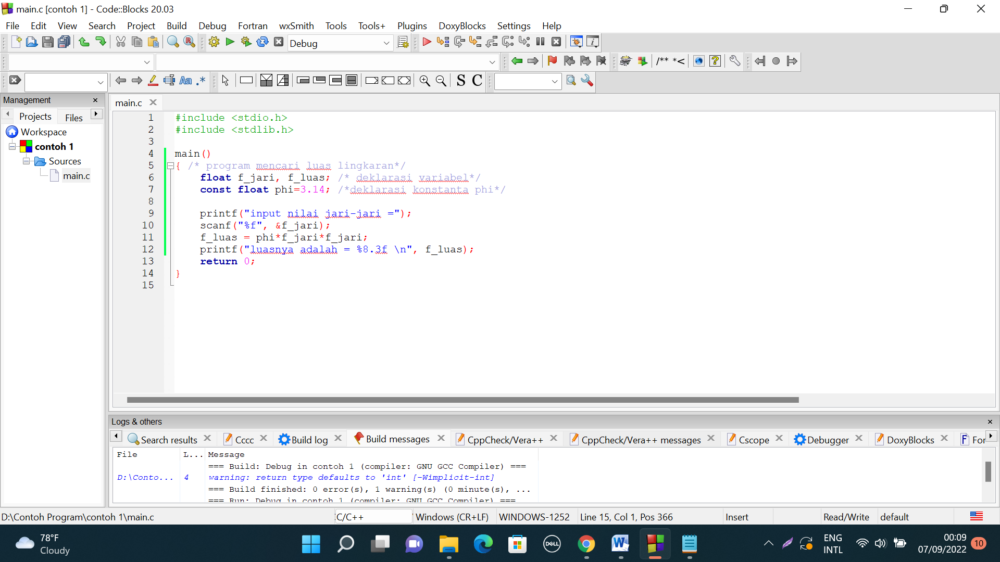 main.c [contoh 1] - Code::Blocks 20.03
File Edit View Search Project Build Debug Fortran wxSmith Tools Tools+ Plugins DoxyBlocks Settings Help
Debug
/** *<
Aa .* S C
Management
main.c
Projects Files
Workspace
contoh 1
Sources
main.c
1 #include <stdio.h>
2 #include <stdlib.h>
3
4 main()
5 { /* program mencari luas lingkaran*/
6 float f_jari, f_luas; /* deklarasi variabel*/
7 const float phi=3.14; /*deklarasi konstanta phi*/
8
9 printf("input nilai jari-jari =");
10 scanf("%f", &f_jari);
11 f_luas = phi*f_jari*f_jari;
12 printf("luasnya adalah = %8.3f \n", f_luas);
13 return 0;
14 }
15
Logs & others
Search results Cccc Build log Build messages CppCheck/Vera++ CppCheck/Vera++ messages Cscope Debugger DoxyBlocks For
File L... Message
=== Build: Debug in contoh 1 (compiler: GNU GCC Compiler) ===
D:\Conto... 4 warning: return type defaults to 'int' [-Wimplicit-int]
=== Build finished: 0 error(s), 1 warning(s) (0 minute(s), ...
=== Run: Debug in contoh 1 (compiler: GNU GCC Compiler) ===
D:\Contoh Program\contoh 1\main.c C/C++ Windows (CR+LF) WINDOWS-1252 Line 15, Col 1, Pos 366 Insert Read/Write default
78°F
Cloudy
DELL
ENG
INTL
00:09
07/09/2022
10